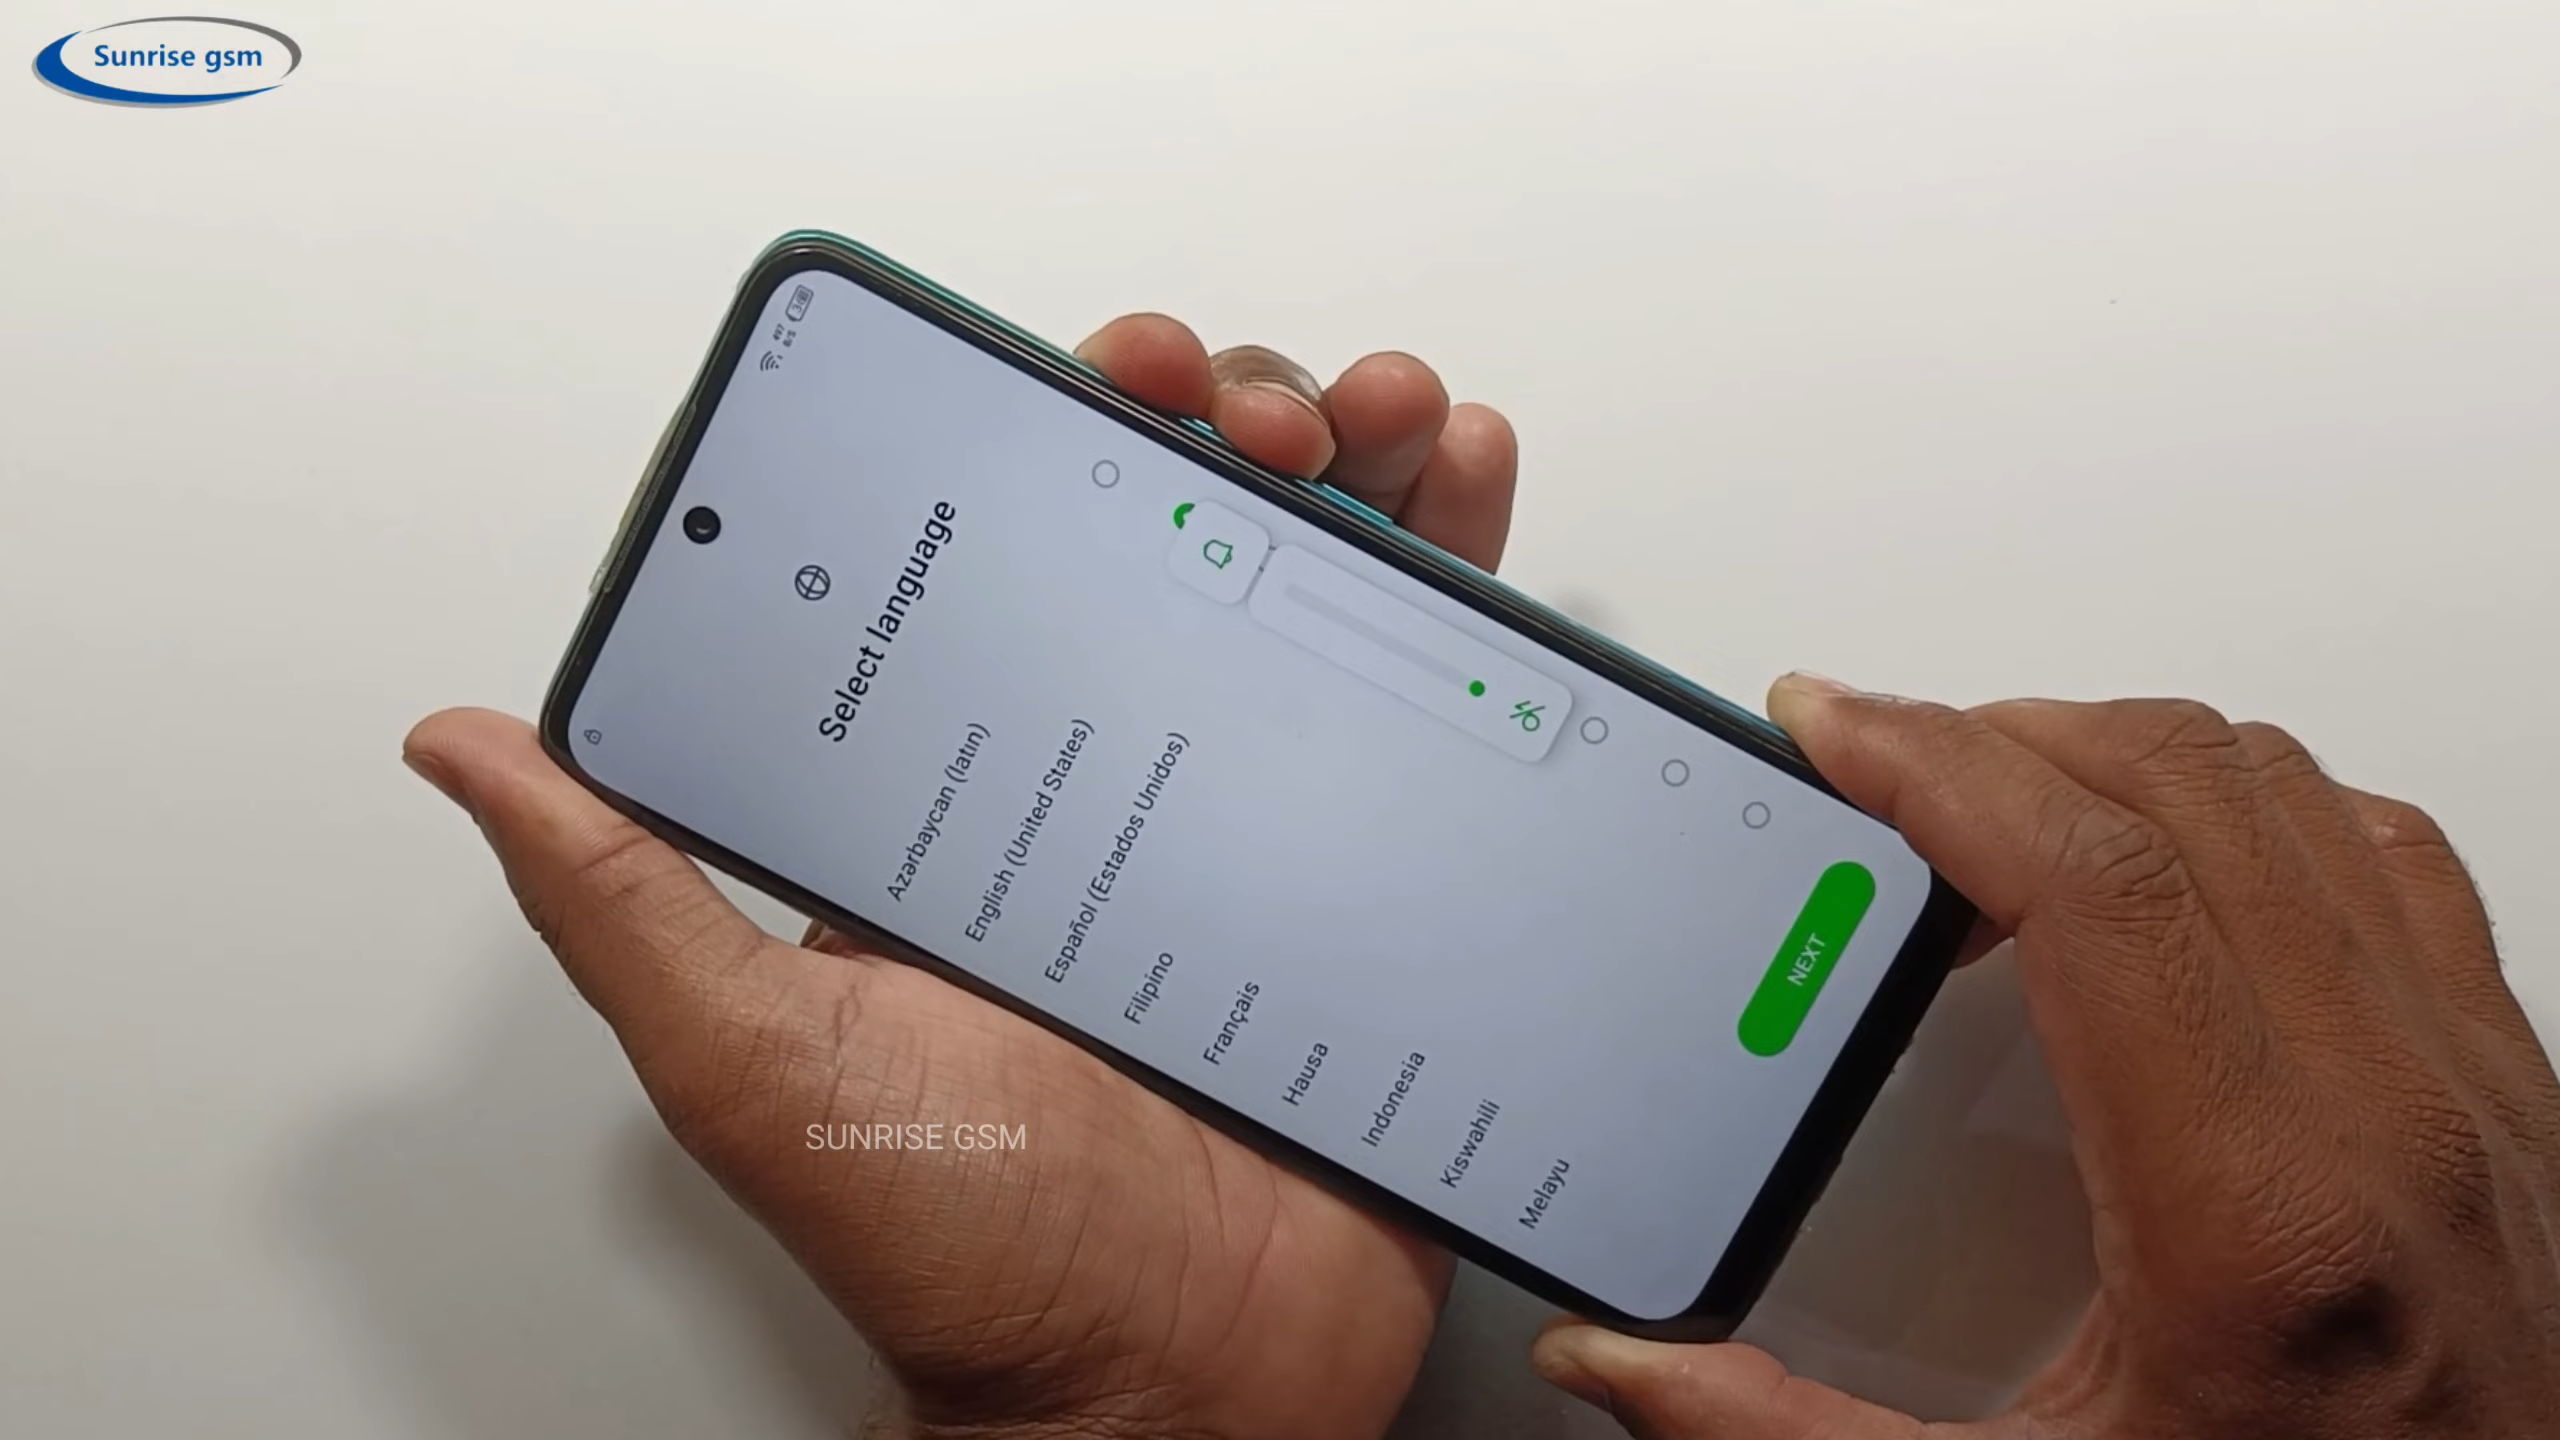 Sunrise gsm
497
B/S
Select language
Azərbaycan (latın)
English (United States)
Español (Estados Unidos)
Filipino
Français
Hausa
Indonesia
Kiswahili
Melayu
NEXT
SUNRISE GSM